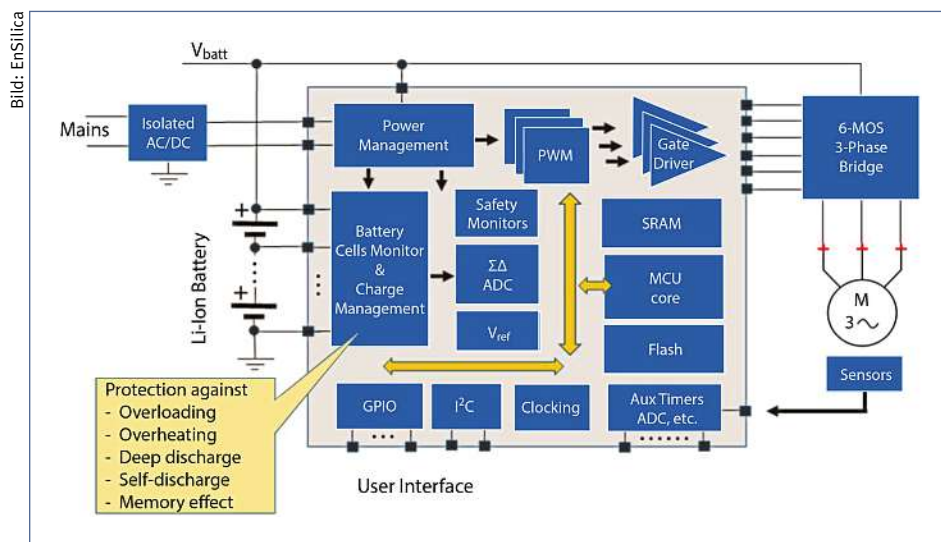 Bild: EnSilica
V_batt
Mains
Isolated
AC/DC
Power
Management
PWM
Gate
Driver
6-MOS
3-Phase
Bridge
+
Li-Ion Battery
+
Battery
Cells Monitor
&
Charge
Management
Safety
Monitors
ΣΔ
ADC
V_ref
SRAM
MCU
core
Flash
M
3~
Sensors
Protection against
- Overloading
- Overheating
- Deep discharge
- Self-discharge
- Memory effect
GPIO
I²C
Clocking
Aux Timers
ADC, etc.
User Interface